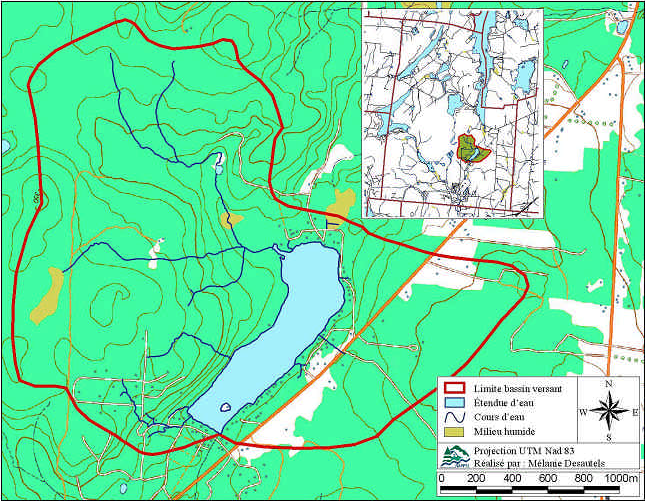 Limite bassin versant
Étendue d'eau
Cours d'eau
Milieu humide
N
W E
S
Projection UTM Nad 83
Réalisé par : Mélanie Desautels
0 200 400 600 800 1000m